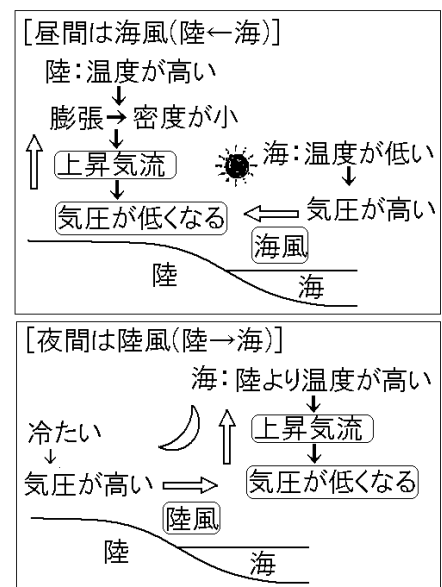 [昼間は海風(陸←海)]
陸：温度が高い
↓
膨張→密度が小
↓
上昇気流
↓
気圧が低くなる
海：温度が低い
↓
気圧が高い
海風
陸
海
[夜間は陸風(陸→海)]
海：陸より温度が高い
↓
上昇気流
↓
気圧が低くなる
冷たい
↓
気圧が高い
陸風
陸
海